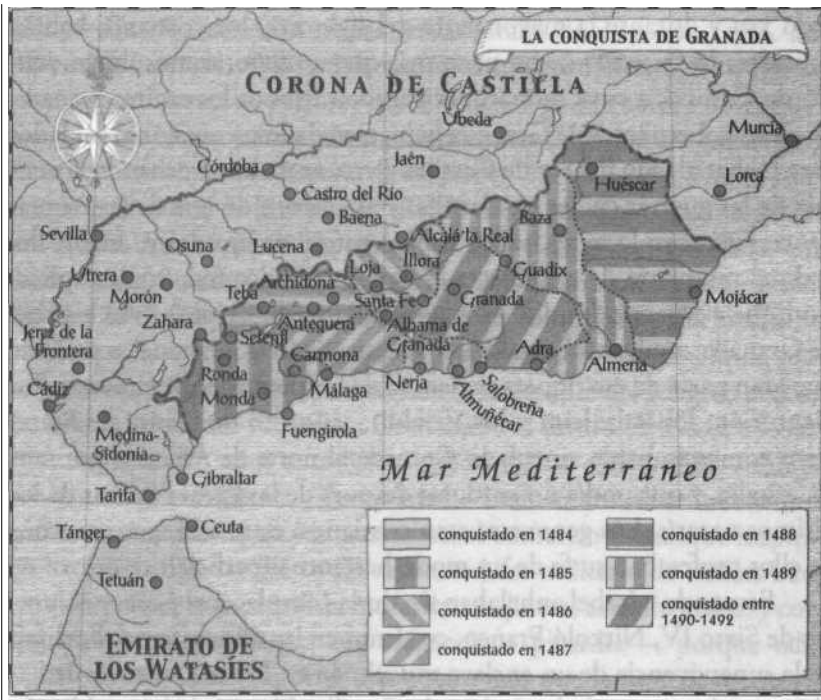 LA CONQUISTA DE GRANADA
CORONA DE CASTILLA
Úbeda
Murcia
Jaén
Córdoba
Huéscar
Lorca
Castro del Río
Baena
Baza
Sevilla
Osuna
Lucena
Alcalá la Real
Íllora
Loja
Guadix
Utrera
Archidona
Morón
Teba
Santa Fe
Granada
Mojácar
Zahara
Antequera
Alhama de
Granada
Jerez de la
Frontera
Setenil
Carmona
Adra
Almería
Ronda
Málaga
Nerja
Salobreña
Cádiz
Monda
Almuñécar
Medina-
Sidonia
Fuengirola
Gibraltar
Mar Mediterráneo
Tarifa
Ceuta
Tánger
Tetuán
EMIRATO DE
LOS WATASÍES
conquistado en 1484
conquistado en 1485
conquistado en 1486
conquistado en 1487
conquistado en 1488
conquistado en 1489
conquistado entre
1490-1492